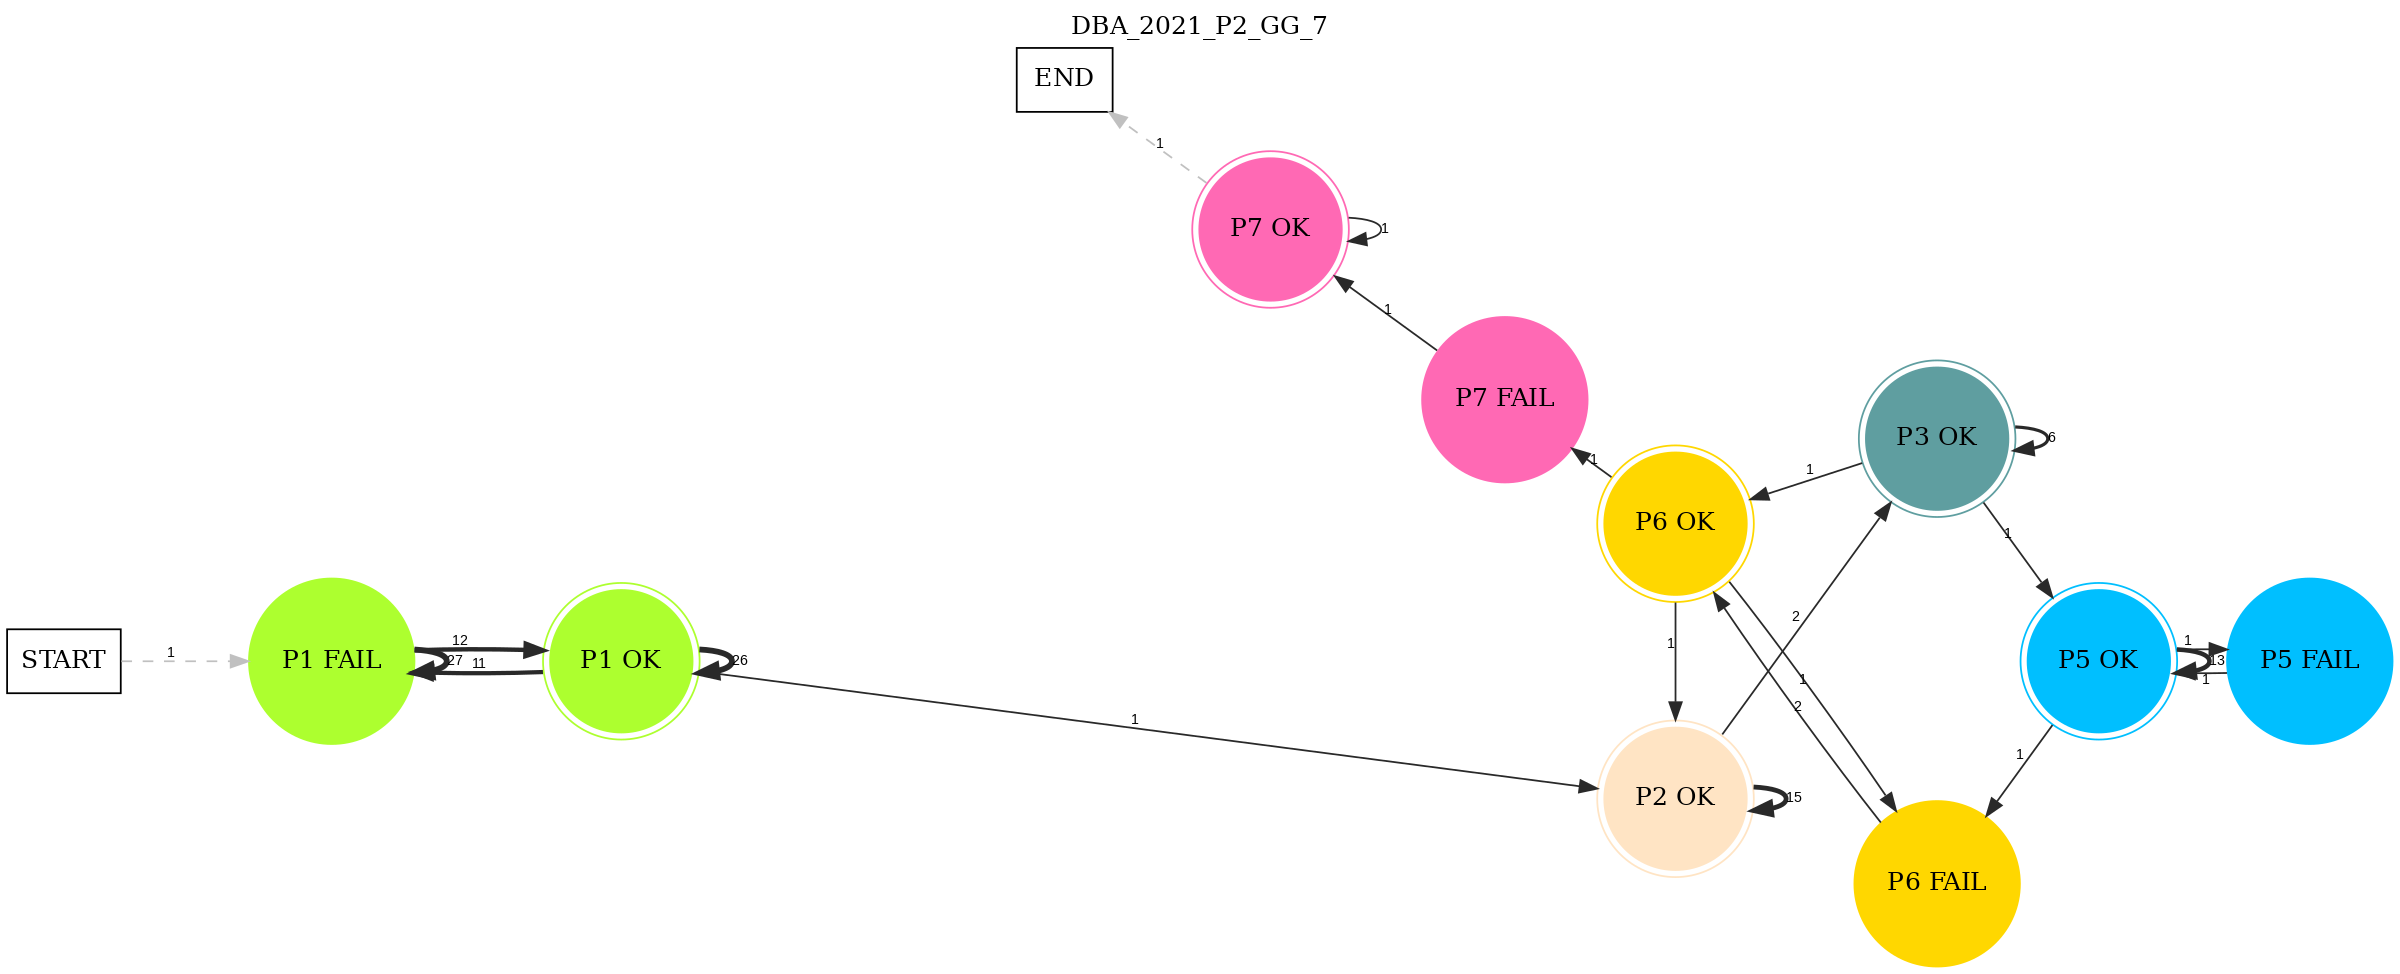 DBA_2021_P2_GG_7
END
1
P7 OK
1
1
P7 FAIL
1
P3 OK
6
1
P6 OK
1
START
1
P1 FAIL
12
27
11
P1 OK
26
1
1
2
1
2
P5 OK
1
13
1
P5 FAIL
1
P2 OK
15
P6 FAIL